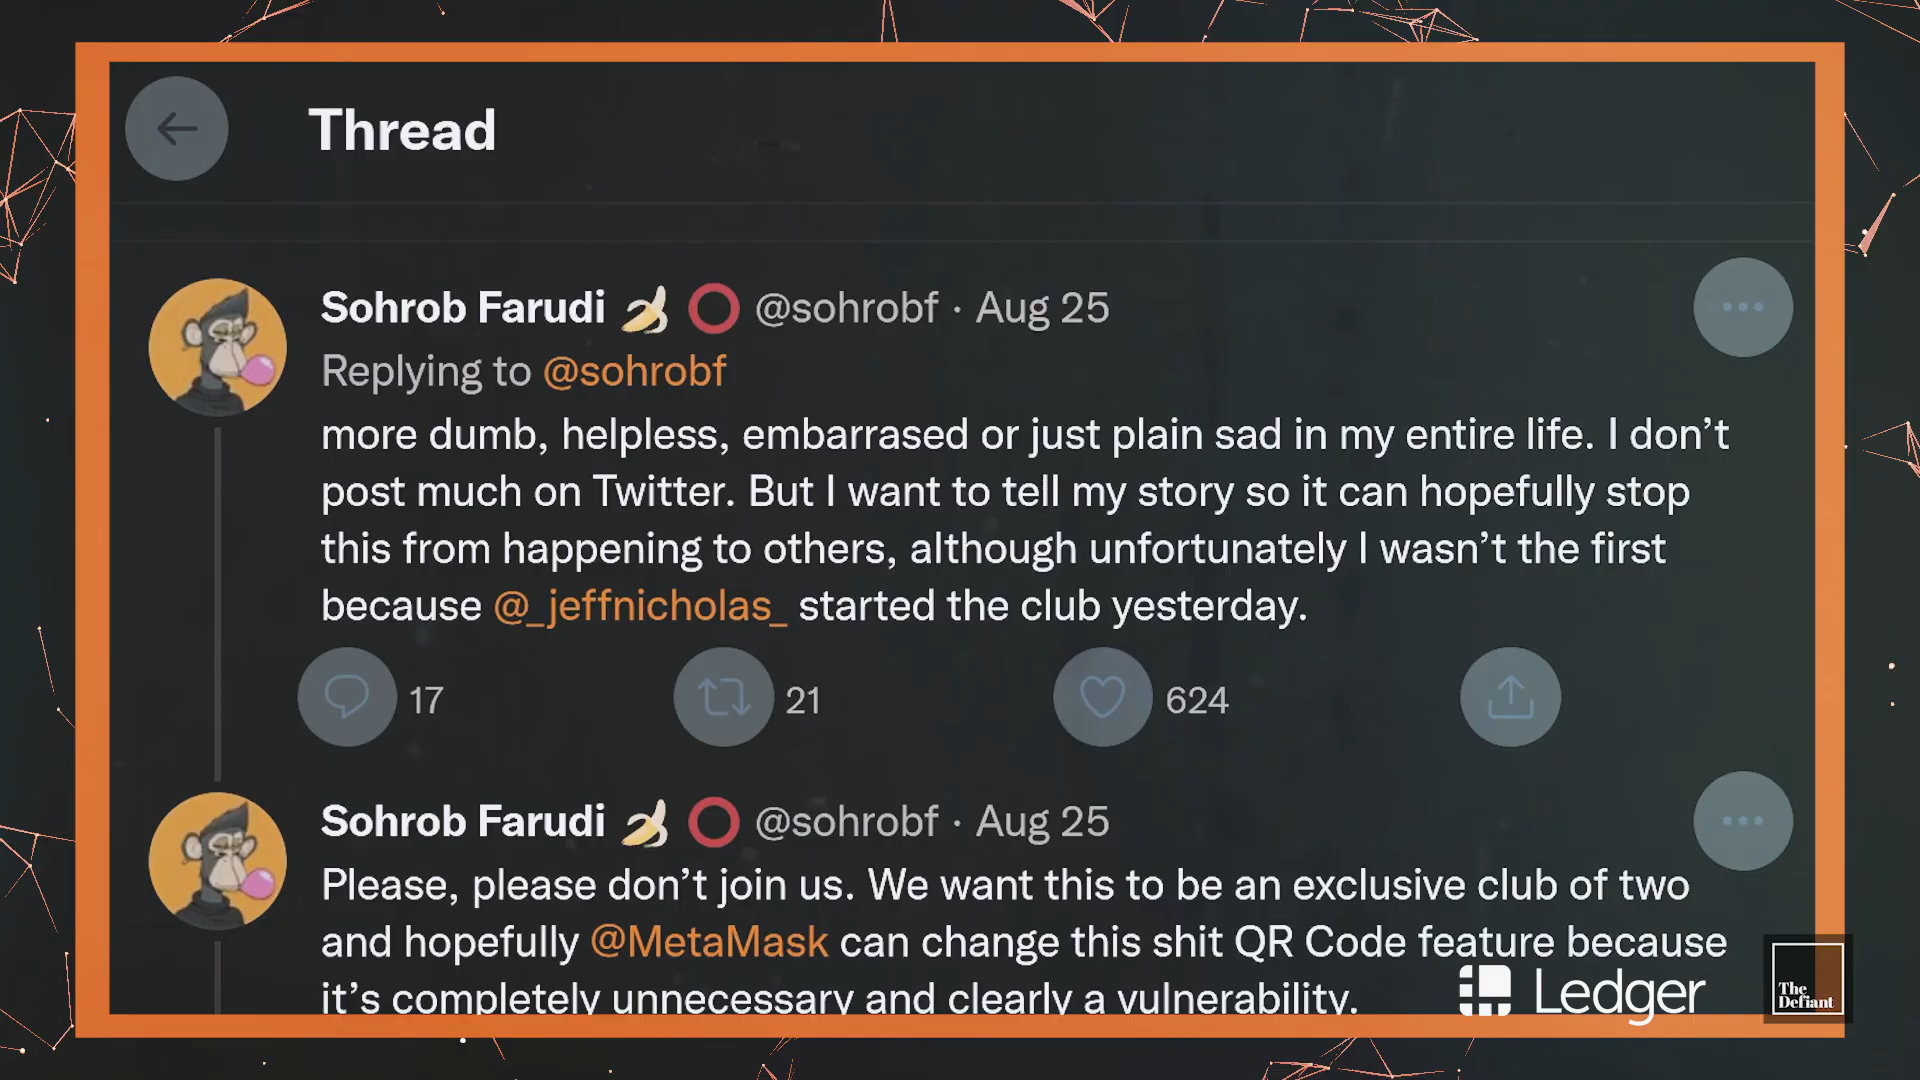 Thread
Sohrob Farudi 🍌 ⭕ @sohrobf · Aug 25
Replying to @sohrobf
more dumb, helpless, embarrased or just plain sad in my entire life. I don’t
post much on Twitter. But I want to tell my story so it can hopefully stop
this from happening to others, although unfortunately I wasn’t the first
because @_jeffnicholas_ started the club yesterday.
17 21 624
Sohrob Farudi 🍌 ⭕ @sohrobf · Aug 25
Please, please don’t join us. We want this to be an exclusive club of two
and hopefully @MetaMask can change this shit QR Code feature because
it’s completely unnecessary and clearly a vulnerability.
Ledger
The
Defiant